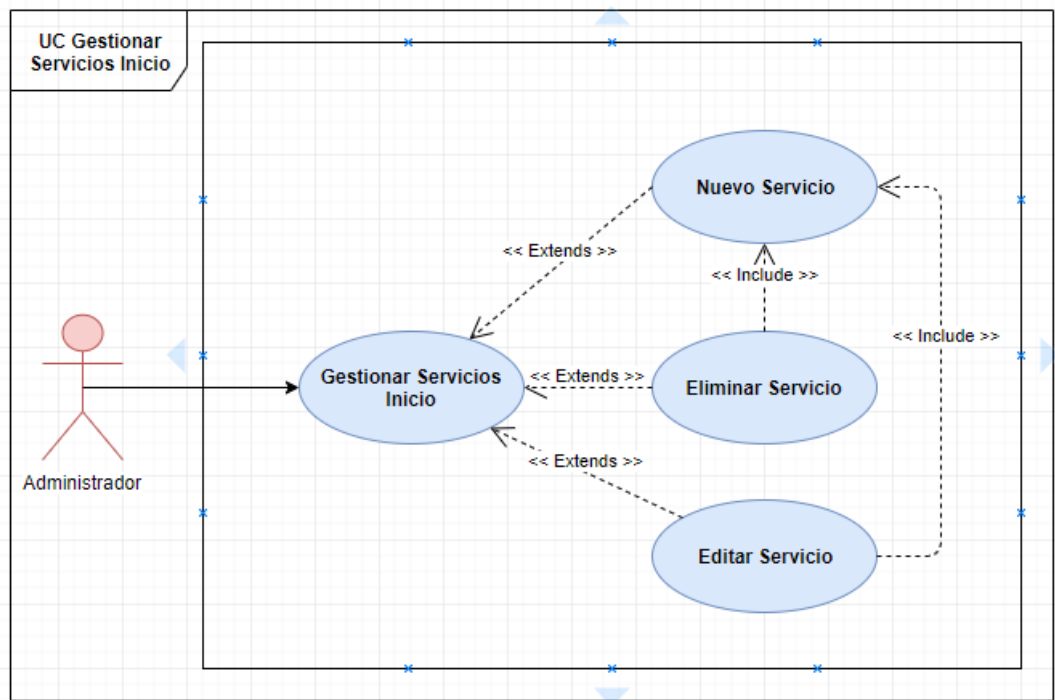 UC Gestionar
Servicios Inicio
Nuevo Servicio
<< Extends >>
<< Include >>
<< Include >>
Gestionar Servicios
Inicio
<< Extends >>
Eliminar Servicio
<< Extends >>
Administrador
Editar Servicio